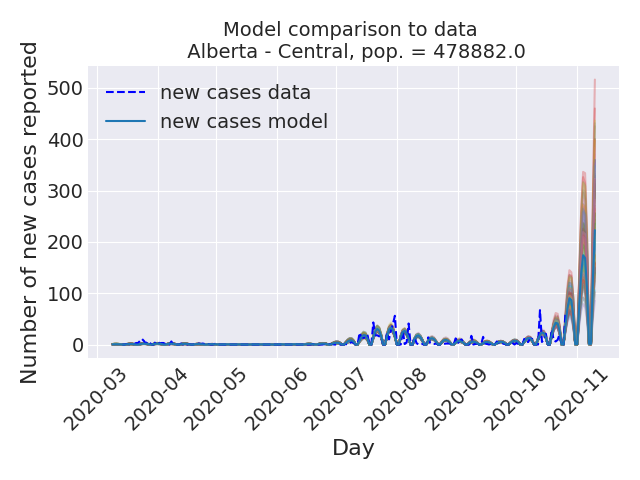 Model comparison to data
Alberta - Central, pop. = 478882.0
Number of new cases reported
500
400
300
200
100
0
new cases data
new cases model
2020-03
2020-04
2020-05
2020-06
2020-07
2020-08
2020-09
2020-10
2020-11
Day